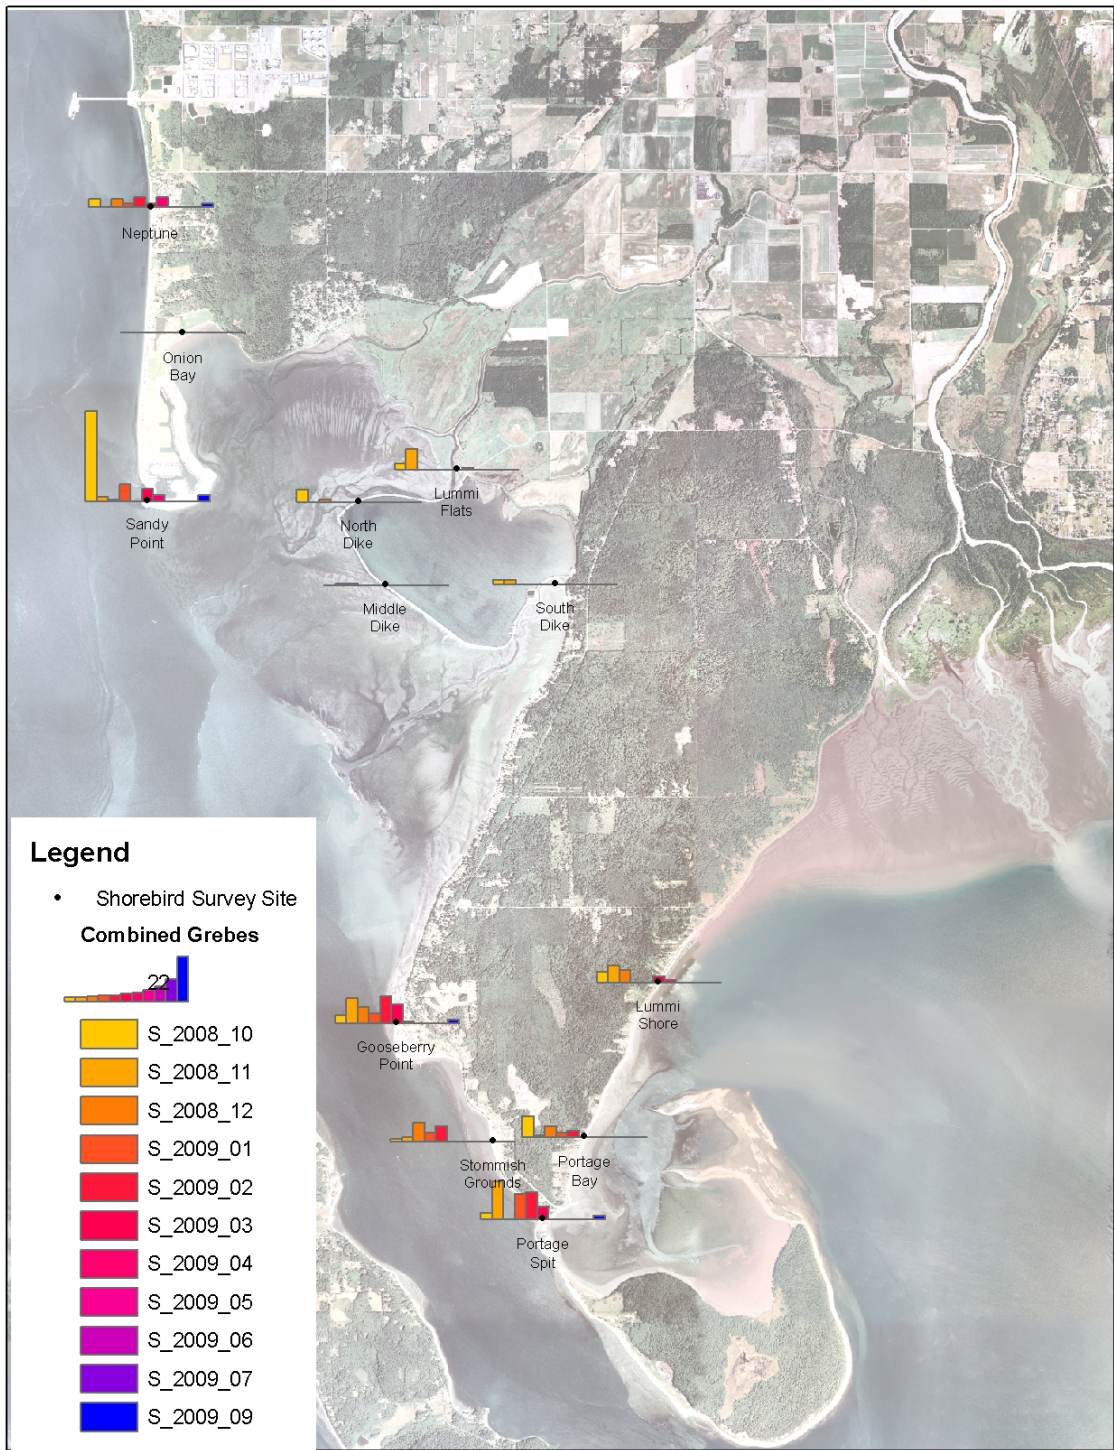 Neptune
Onion
Bay
Sandy
Point
Lummi
Flats
North
Dike
Middle
Dike
South
Dike
Legend
Shorebird Survey Site
Combined Grebes
22
S_2008_10
S_2008_11
S_2008_12
S_2009_01
S_2009_02
S_2009_03
S_2009_04
S_2009_05
S_2009_06
S_2009_07
S_2009_09
Lummi
Shore
Gooseberry
Point
Stommish
Grounds
Portage
Bay
Portage
Spit